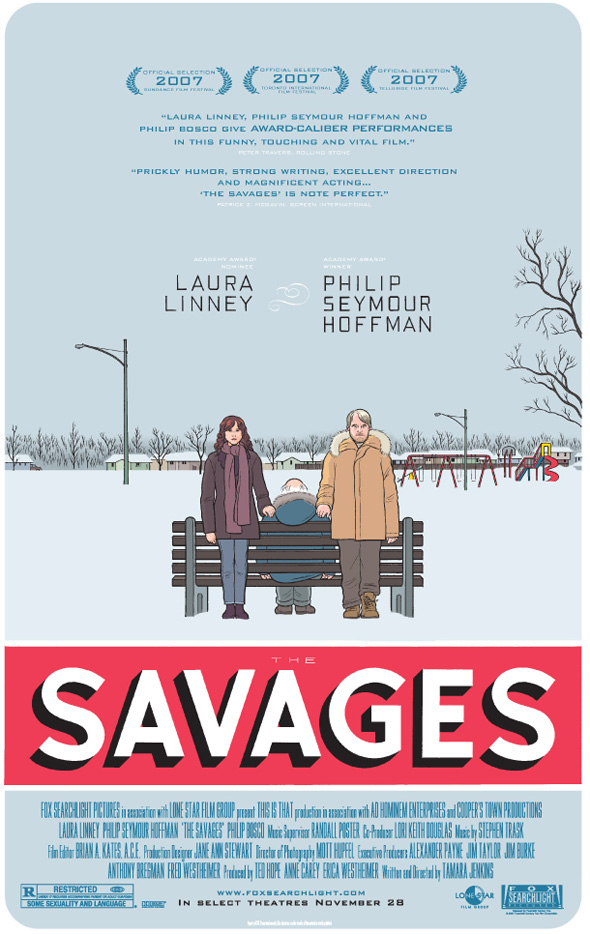 OFFICIAL SELECTION
2007
SUNDANCE FILM FESTIVAL
OFFICIAL SELECTION
2007
TORONTO INTERNATIONAL
FILM FESTIVAL
OFFICIAL SELECTION
2007
TELLURIDE FILM FESTIVAL
"LAURA LINNEY, PHILIP SEYMOUR HOFFMAN AND
PHILIP BOSCO GIVE AWARD-CALIBER PERFORMANCES
IN THIS FUNNY, TOUCHING AND VITAL FILM."
PETER TRAVERS, ROLLING STONE
"PRICKLY HUMOR, STRONG WRITING, EXCELLENT DIRECTION
AND MAGNIFICENT ACTING...
'THE SAVAGES' IS NOTE PERFECT."
PATRICK Z. MCGAVIN, SCREEN INTERNATIONAL
ACADEMY AWARD®
NOMINEE
LAURA
LINNEY
ACADEMY AWARD®
WINNER
PHILIP
SEYMOUR
HOFFMAN
THE
SAVAGES
FOX SEARCHLIGHT PICTURES in association with LONE STAR FILM GROUP present THIS IS THAT production in association with AD HOMINEM ENTERPRISES and COOPER'S TOWN PRODUCTIONS
LAURA LINNEY PHILIP SEYMOUR HOFFMAN "THE SAVAGES" PHILIP BOSCO Music Supervisor RANDALL POSTER Co-Producer LORI KEITH DOUGLAS Music by STEPHEN TRASK
Film Editor BRIAN A. KATES, A.C.E. Production Designer JANE ANN STEWART Director of Photography MOTT HUPFEL Executive Producers ALEXANDER PAYNE JIM TAYLOR JIM BURKE
ANTHONY BREGMAN FRED WESTHEIMER Produced by TED HOPE ANNE CAREY ERICA WESTHEIMER Written and Directed by TAMARA JENKINS
R RESTRICTED
SOME SEXUALITY AND LANGUAGE
WWW.FOXSEARCHLIGHT.COM
IN SELECT THEATRES NOVEMBER 28
LONE STAR
FILM GROUP
FOX
SEARCHLIGHT
PICTURES